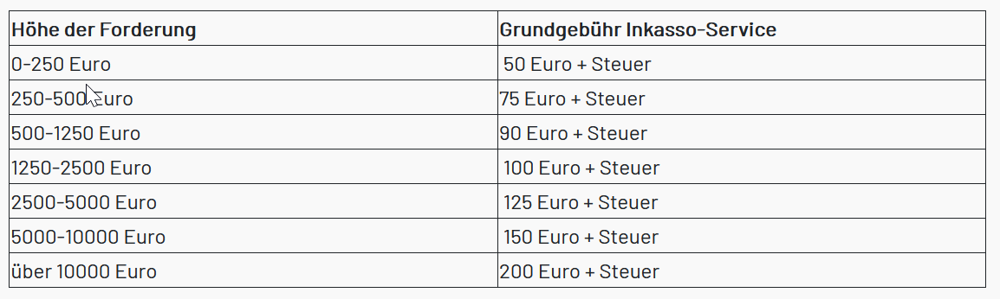 Höhe der Forderung Grundgebühr Inkasso-Service
0-250 Euro 50 Euro + Steuer
250-500 Euro 75 Euro + Steuer
500-1250 Euro 90 Euro + Steuer
1250-2500 Euro 100 Euro + Steuer
2500-5000 Euro 125 Euro + Steuer
5000-10000 Euro 150 Euro + Steuer
über 10000 Euro 200 Euro + Steuer